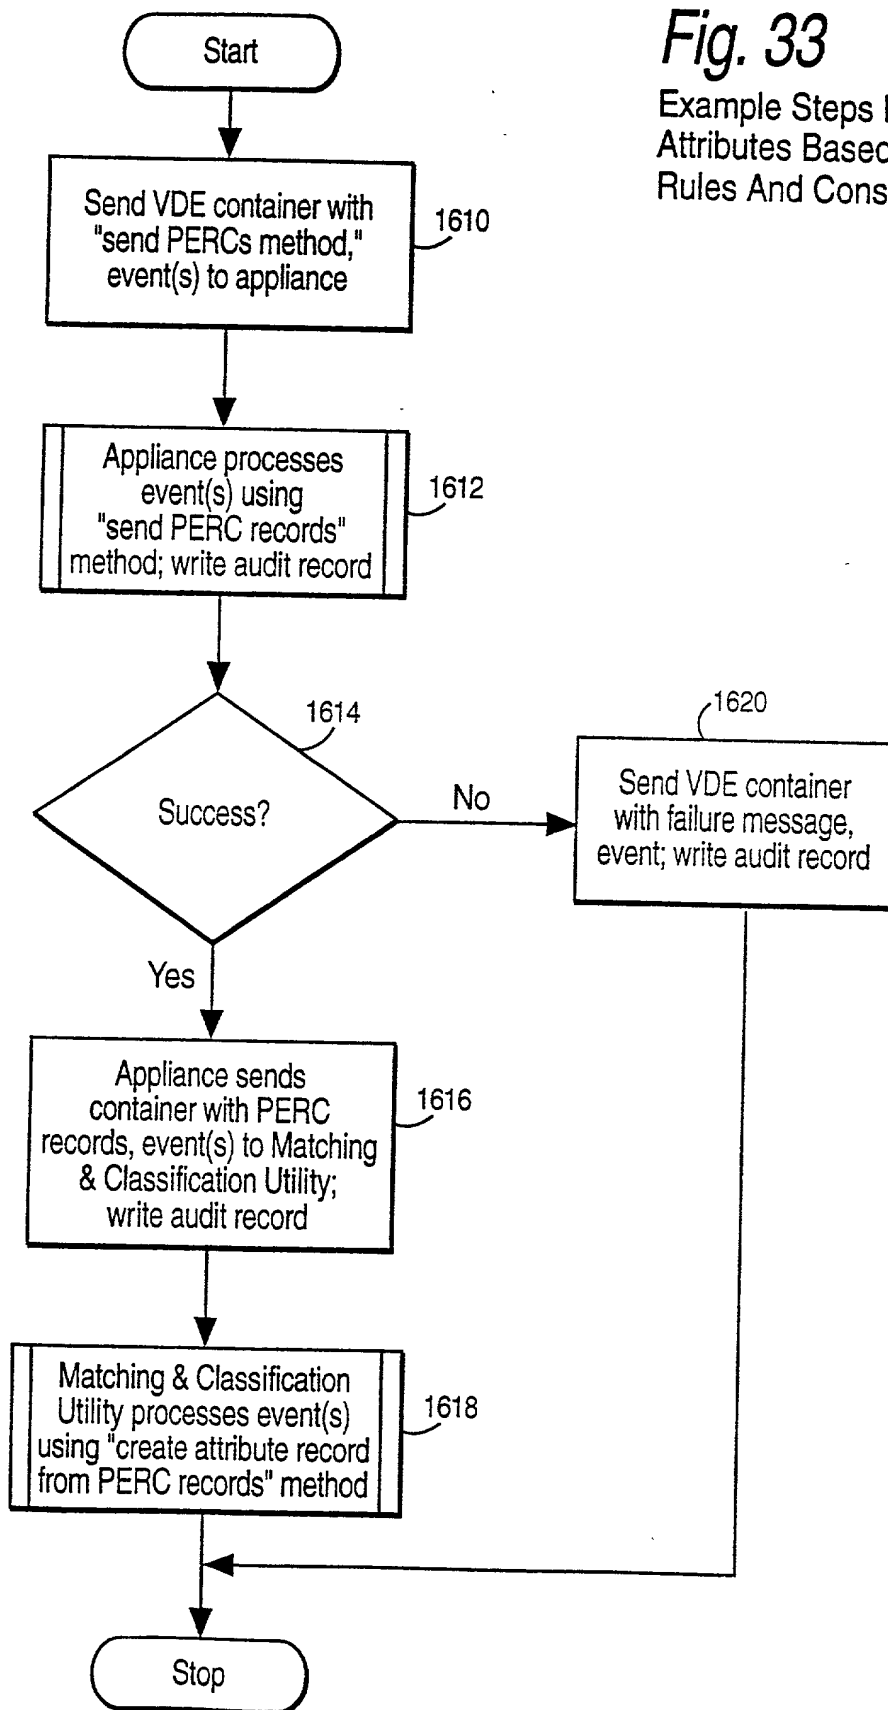 Fig. 33
Example Steps
Attributes Based
Rules And Cons
Start
Send VDE container with
"send PERCs method,"
event(s) to appliance
1610
Appliance processes
event(s) using
"send PERC records"
method; write audit record
1612
1614
Success?
No
Yes
1620
Send VDE container
with failure message,
event; write audit record
Appliance sends
container with PERC
records, event(s) to Matching
& Classification Utility;
write audit record
1616
Matching & Classification
Utility processes event(s)
using "create attribute record
from PERC records" method
1618
Stop